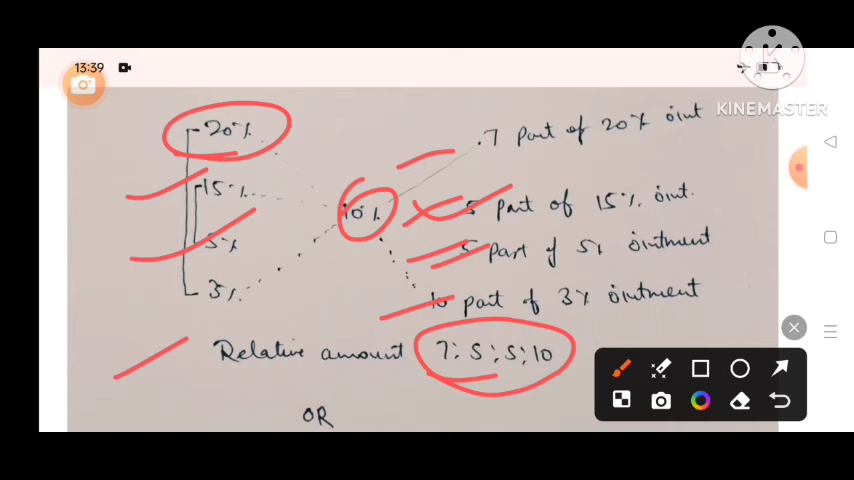 13:39
KINEMASTER
20%
15%
5%
3%
10%
7 part of 20% oint
5 part of 15%. oint.
5 part of 5% ointment
10 part of 3% ointment
Relative amount 7:5:5:10
OR